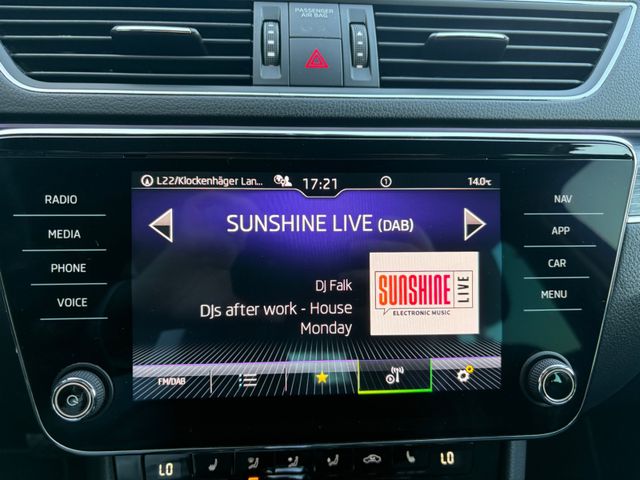 PASSENGER
AIR BAG
L22/Klockenhäger Lan... 17:21 1 14.0°C
RADIO
MEDIA
PHONE
VOICE
NAV
APP
CAR
MENU
SUNSHINE LIVE (DAB)
DJ Falk
DJs after work - House
Monday
SUNSHINE
LIVE
ELECTRONIC MUSIC
FM/DAB
LO LO